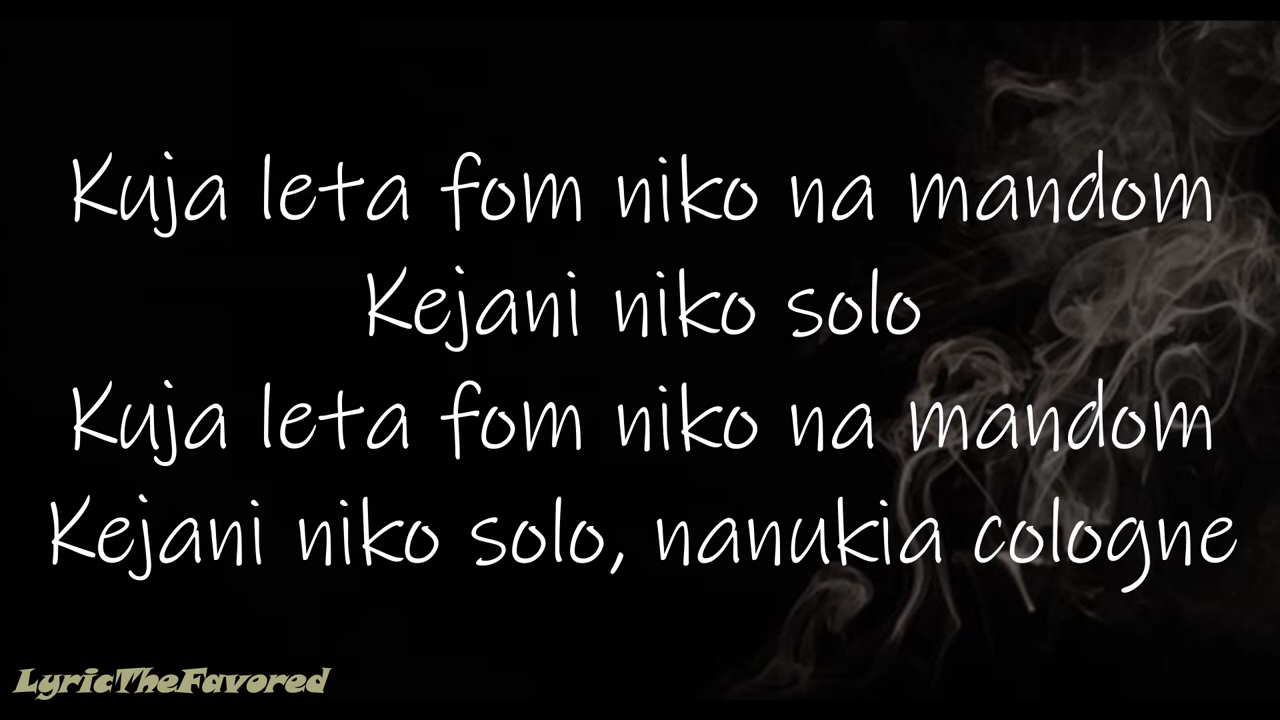 Kuja leta fom niko na mandom
Kejani niko solo
Kuja leta fom niko na mandom
Kejani niko solo, nanukia cologne
LyricTheFavored